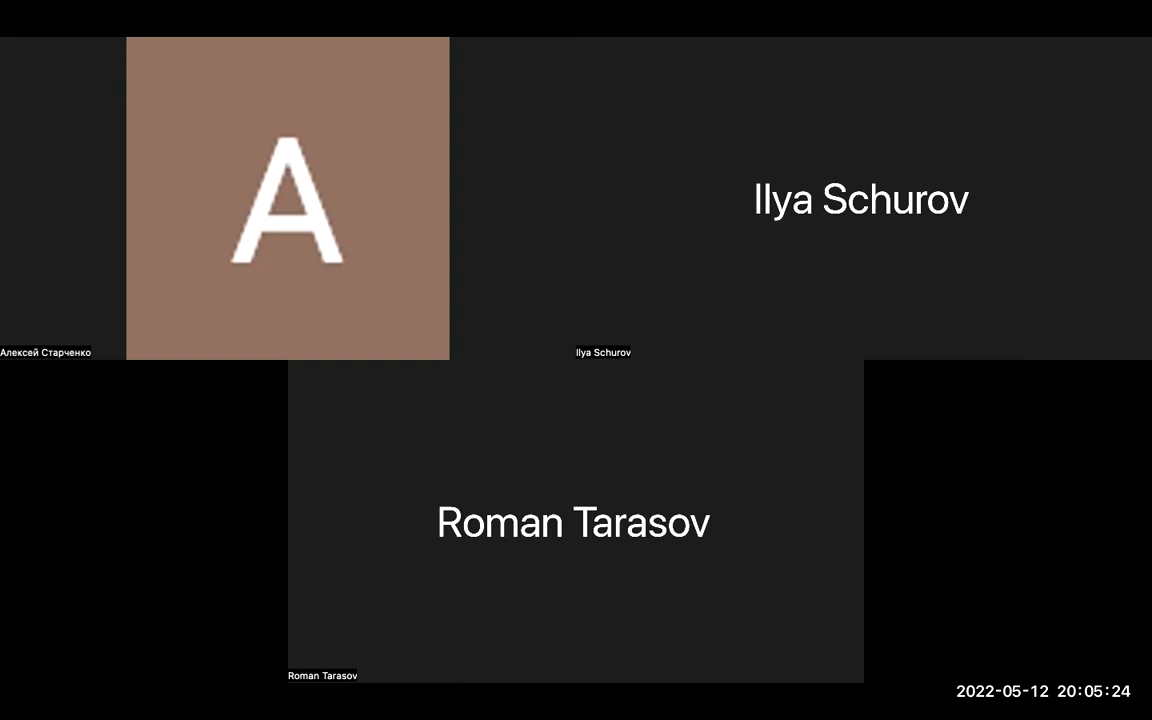 A
Ilya Schurov
Алексей Старченко
Ilya Schurov
Roman Tarasov
Roman Tarasov
2022-05-12 20:05:24